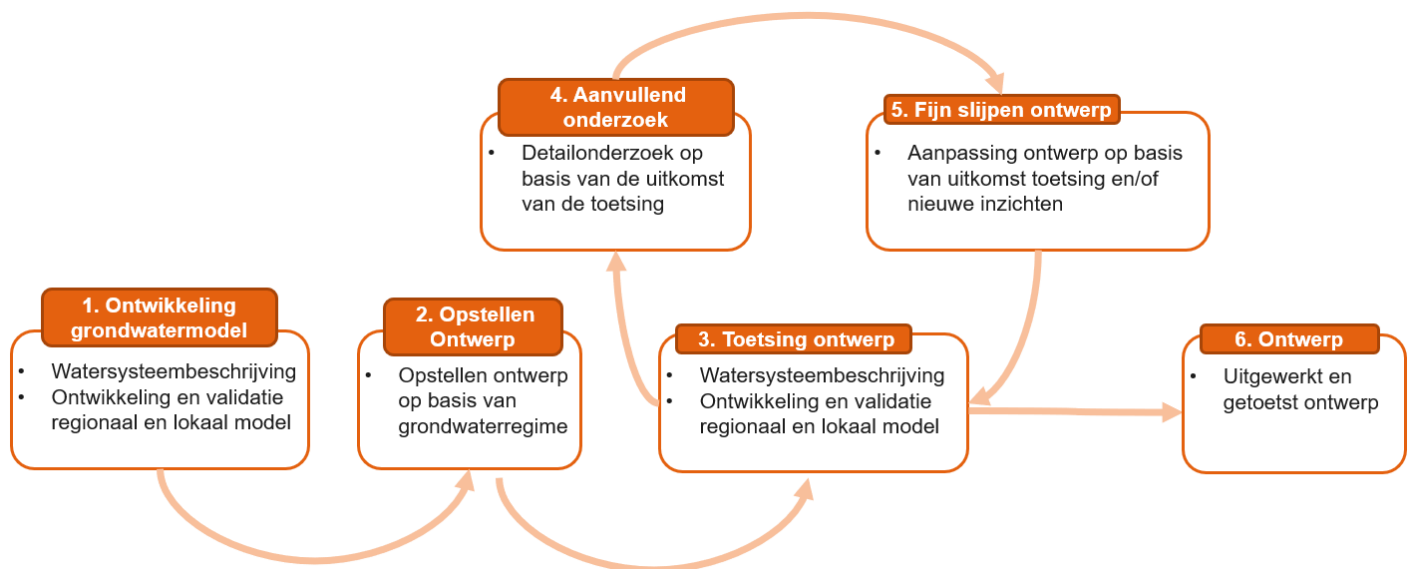 1. Ontwikkeling
grondwatermodel
• Watersysteembeschrijving
• Ontwikkeling en validatie
regionaal en lokaal model
2. Opstellen
Ontwerp
• Opstellen ontwerp
op basis van
grondwaterregime
3. Toetsing ontwerp
• Watersysteembeschrijving
• Ontwikkeling en validatie
regionaal en lokaal model
4. Aanvullend
onderzoek
• Detailonderzoek op
basis van de uitkomst
van de toetsing
5. Fijn slijpen ontwerp
• Aanpassing ontwerp op basis
van uitkomst toetsing en/of
nieuwe inzichten
6. Ontwerp
• Uitgewerkt en
getoetst ontwerp